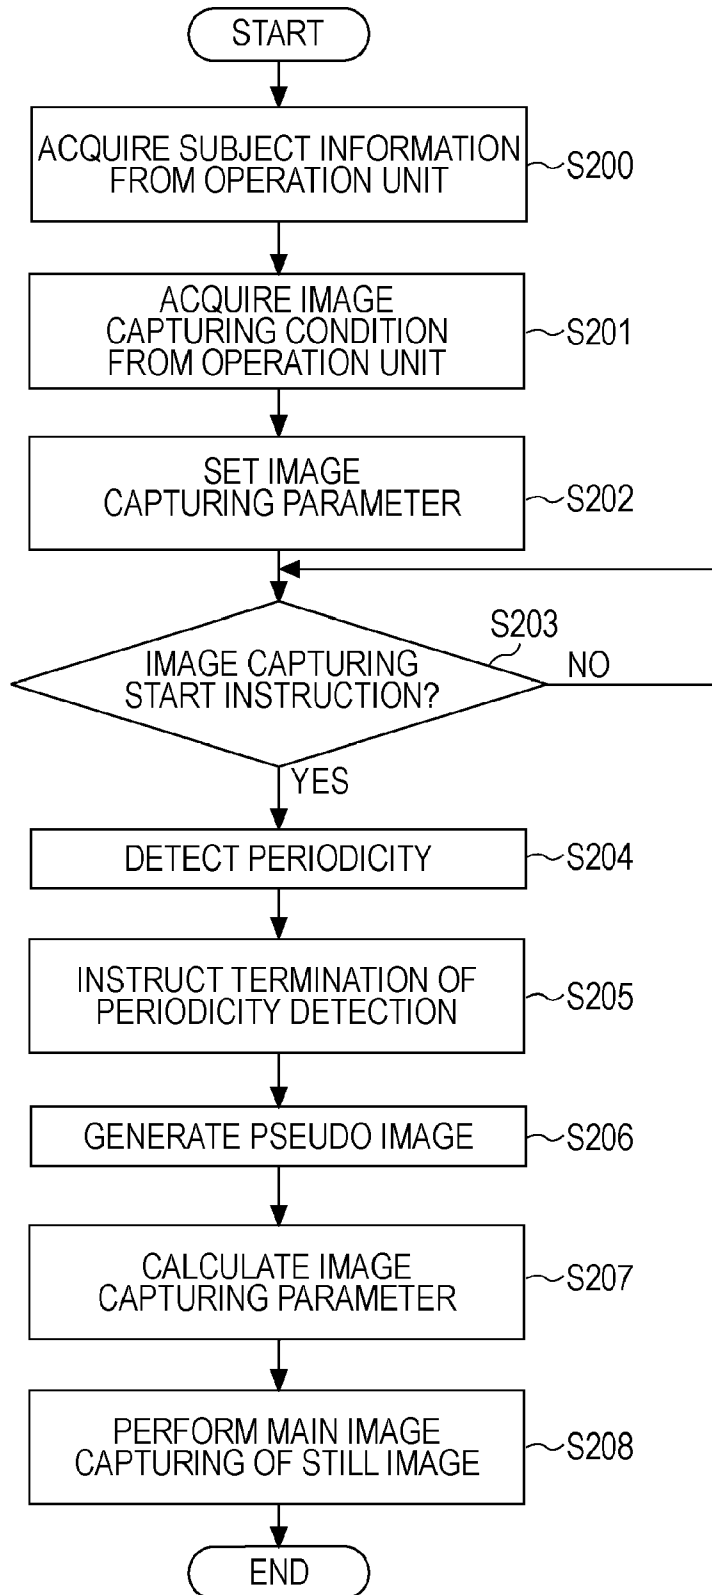 START
ACQUIRE SUBJECT INFORMATION
FROM OPERATION UNIT
S200
ACQUIRE IMAGE
CAPTURING CONDITION
FROM OPERATION UNIT
S201
SET IMAGE
CAPTURING PARAMETER
S202
S203
IMAGE CAPTURING
START INSTRUCTION?
NO
YES
DETECT PERIODICITY
S204
INSTRUCT TERMINATION OF
PERIODICITY DETECTION
S205
GENERATE PSEUDO IMAGE
S206
CALCULATE IMAGE
CAPTURING PARAMETER
S207
PERFORM MAIN IMAGE
CAPTURING OF STILL IMAGE
S208
END